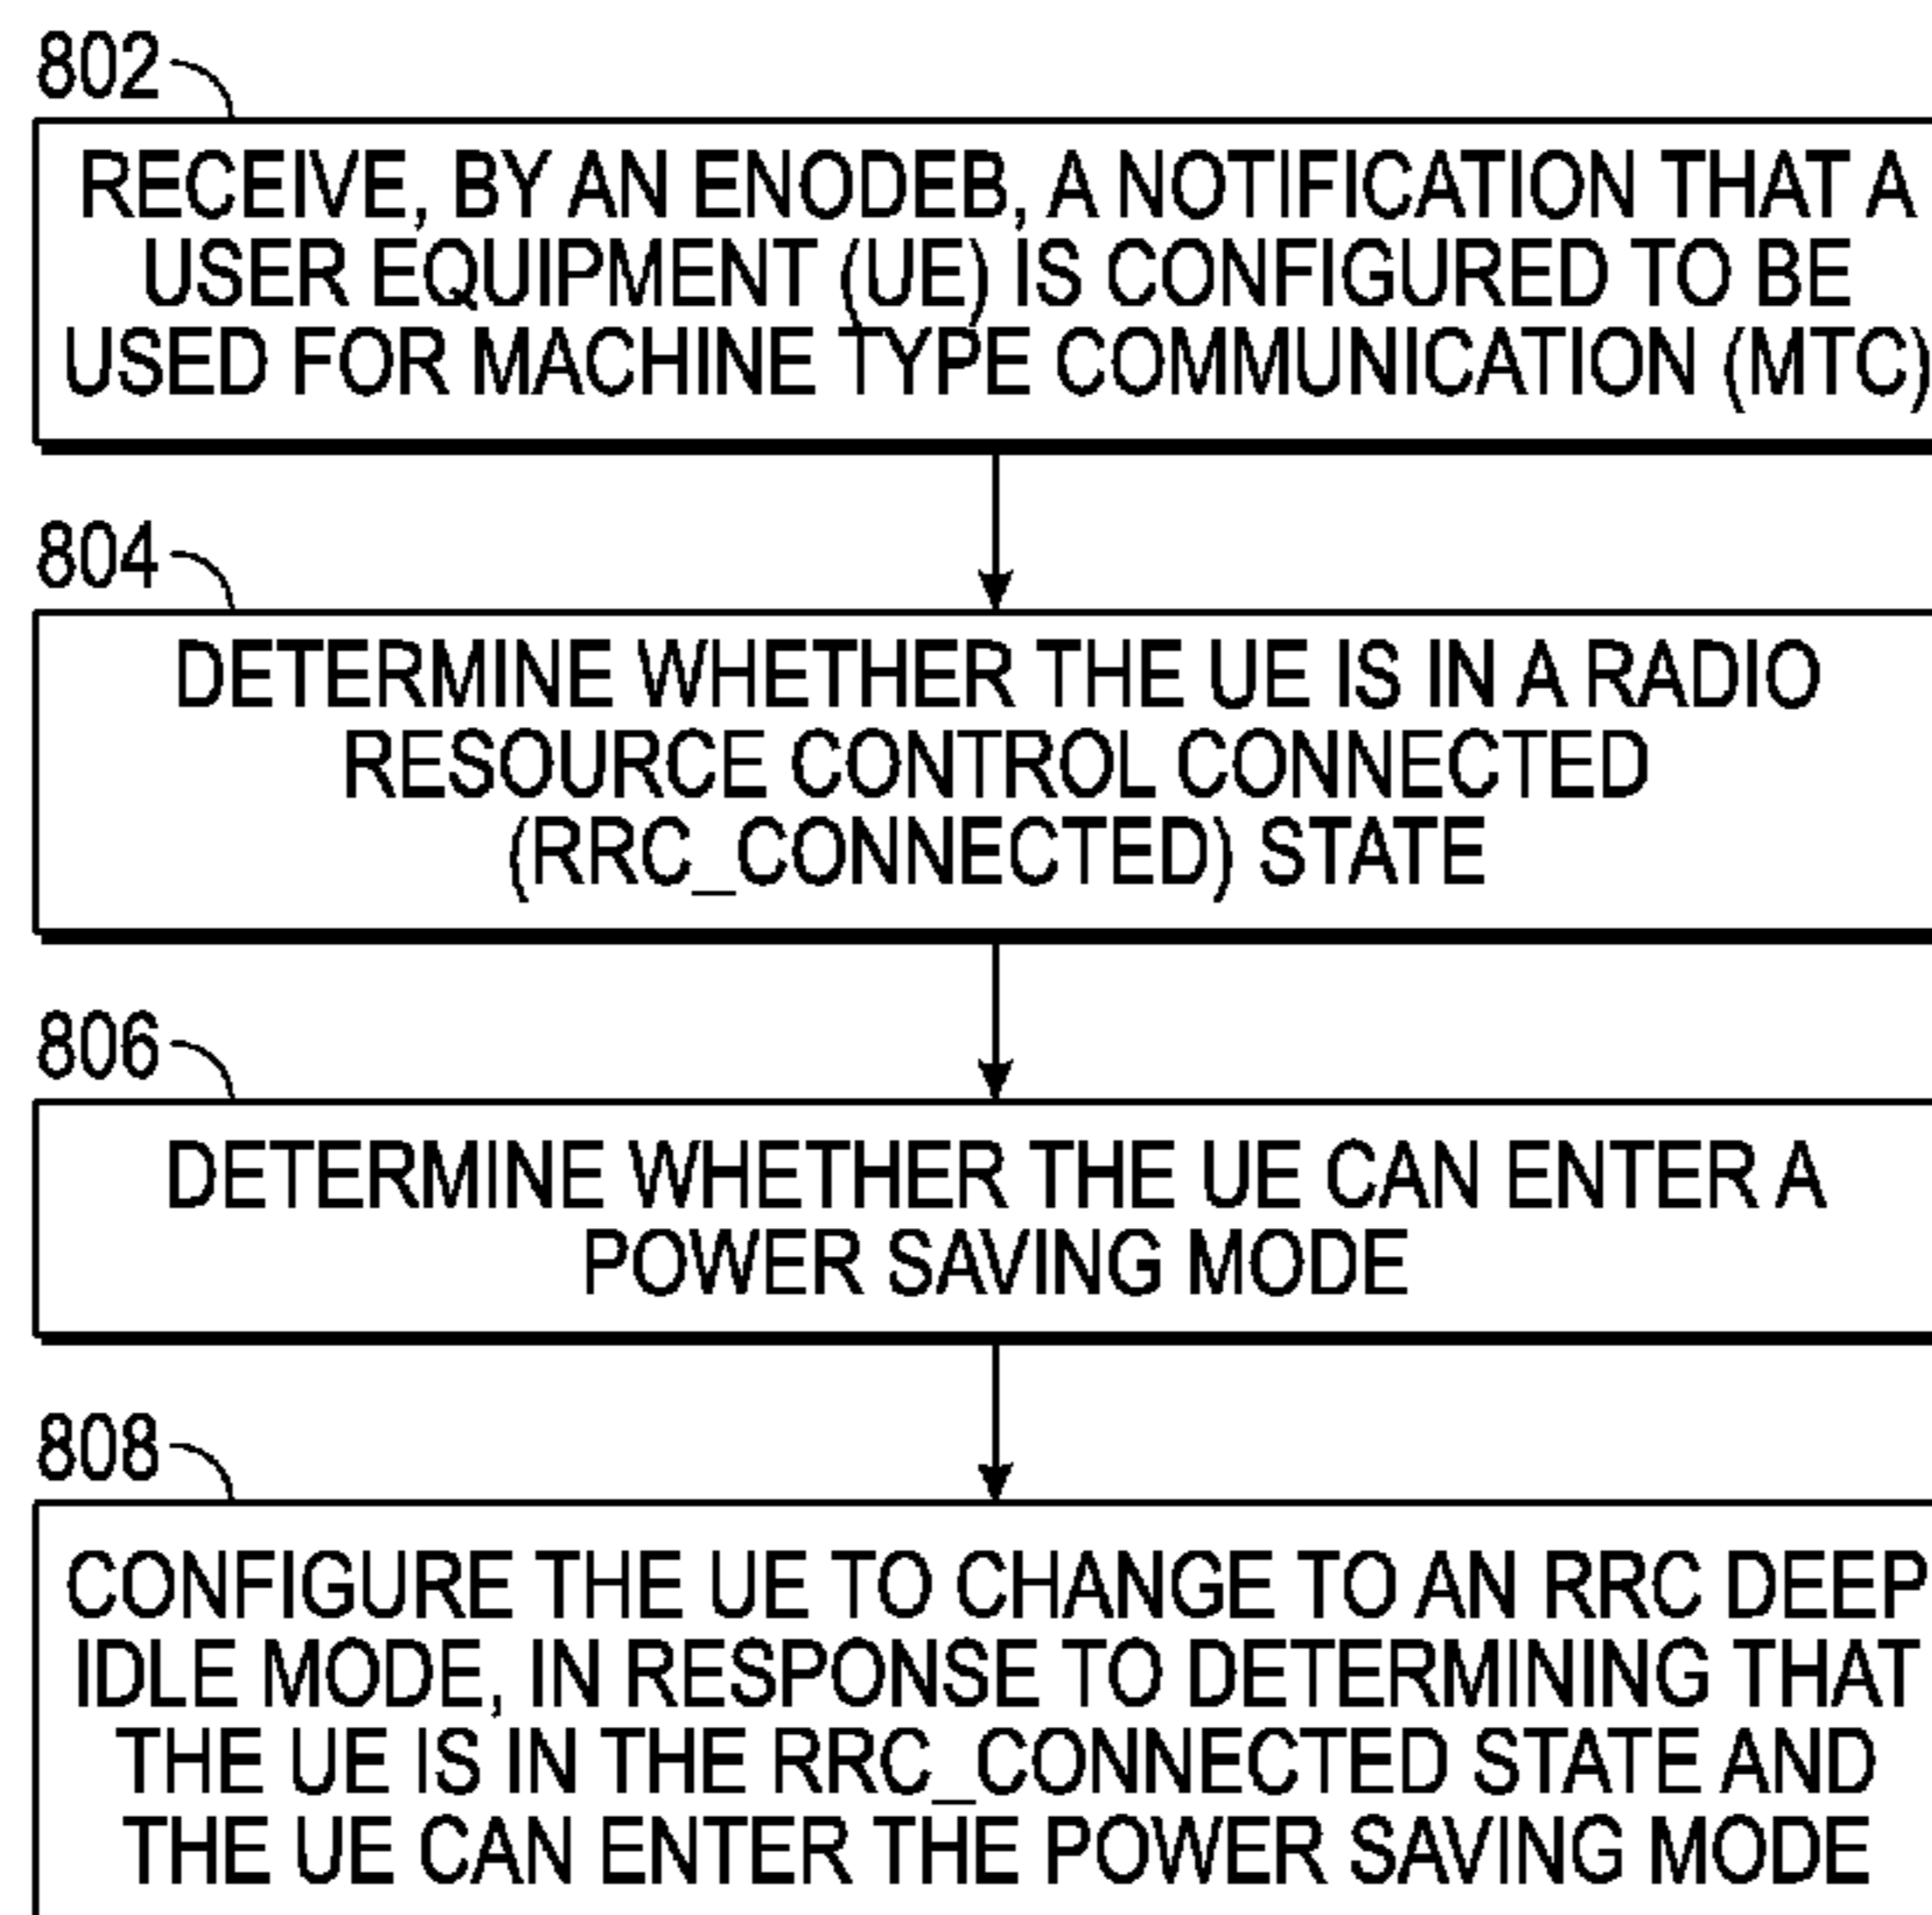 802
RECEIVE, BY AN ENODEB, A NOTIFICATION THAT A
USER EQUIPMENT (UE) IS CONFIGURED TO BE
USED FOR MACHINE TYPE COMMUNICATION (MTC)
804
DETERMINE WHETHER THE UE IS IN A RADIO
RESOURCE CONTROL CONNECTED
(RRC_CONNECTED) STATE
806
DETERMINE WHETHER THE UE CAN ENTER A
POWER SAVING MODE
808
CONFIGURE THE UE TO CHANGE TO AN RRC DEEP
IDLE MODE, IN RESPONSE TO DETERMINING THAT
THE UE IS IN THE RRC_CONNECTED STATE AND
THE UE CAN ENTER THE POWER SAVING MODE